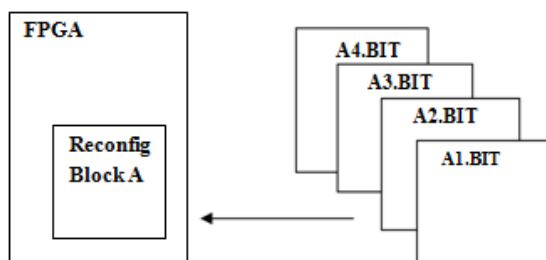 FPGA
Reconfig
Block A
A4.BIT
A3.BIT
A2.BIT
A1.BIT